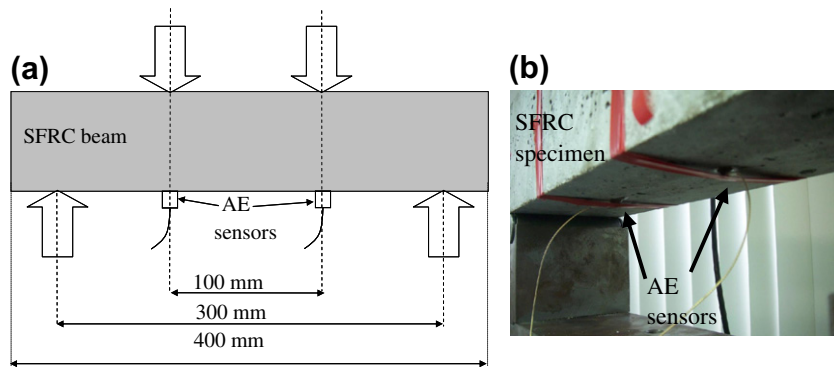 (a)
SFRC beam
AE
sensors
100 mm
300 mm
400 mm
(b)
SFRC
specimen
AE
sensors